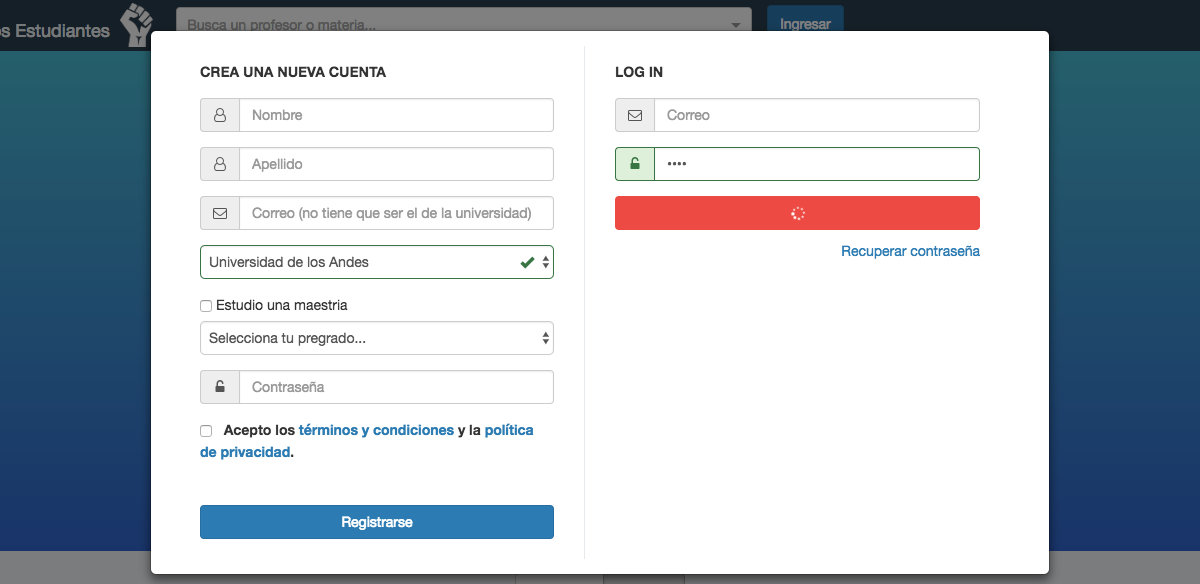 s Estudiantes
Busca un profesor o materia...
Ingresar
CREA UNA NUEVA CUENTA
Nombre
Apellido
Correo (no tiene que ser el de la universidad)
Universidad de los Andes
Estudio una maestria
Selecciona tu pregrado...
Contraseña
Acepto los términos y condiciones y la política
de privacidad.
Registrarse
LOG IN
Correo
••••
Recuperar contraseña